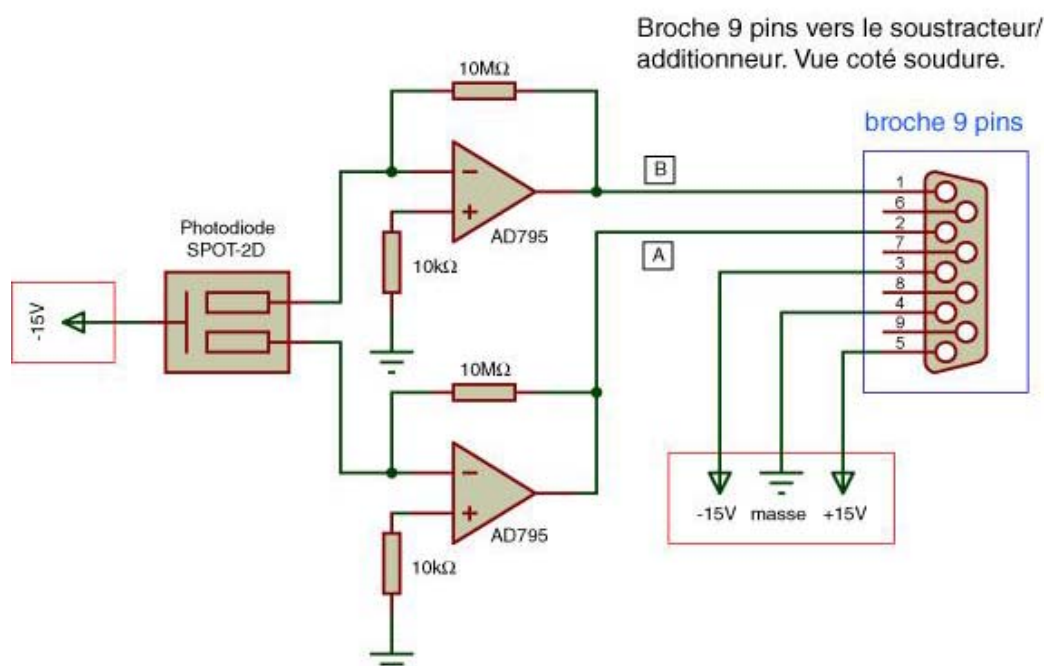 Broche 9 pins vers le soustracteur/
additionneur. Vue coté soudure.
broche 9 pins
10MΩ
B
AD795
10kΩ
Photodiode
SPOT-2D
-15V
A
1
6
2
7
3
8
4
9
5
10MΩ
AD795
10kΩ
-15V masse +15V